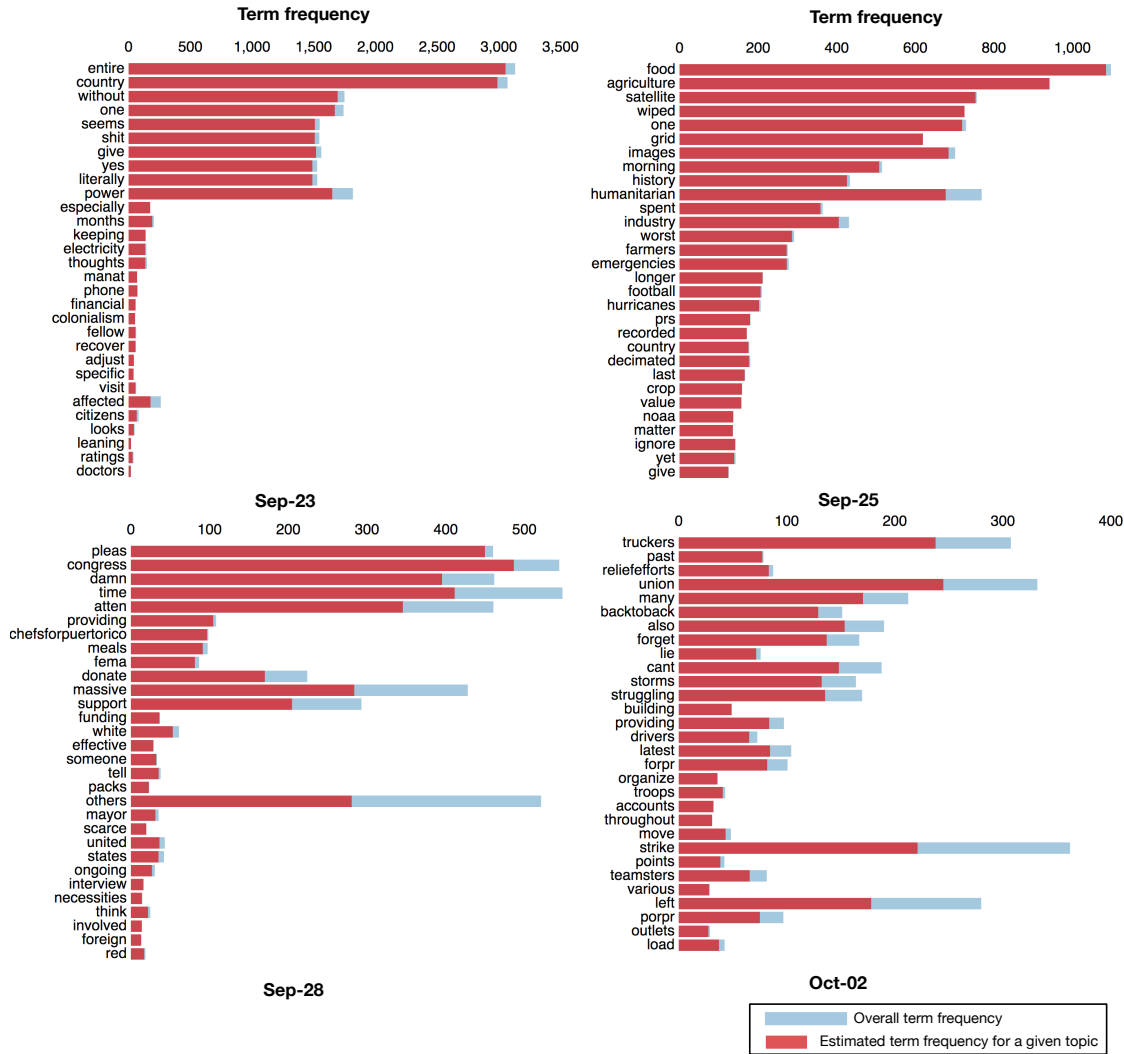 Term frequency
0 500 1,000 1,500 2,000 2,500 3,000 3,500
entire
country
without
one
seems
shit
give
yes
literally
power
especially
months
keeping
electricity
thoughts
manat
phone
financial
colonialism
fellow
recover
adjust
specific
visit
affected
citizens
looks
leaning
ratings
doctors
Sep-23
Term frequency
0 200 400 600 800 1,000
food
agriculture
satellite
wiped
one
grid
images
morning
history
humanitarian
spent
industry
worst
farmers
emergencies
longer
football
hurricanes
prs
recorded
country
decimated
last
crop
value
noaa
matter
ignore
yet
give
Sep-25
0 100 200 300 400 500
pleas
congress
damn
time
atten
providing
chefsforpuertorico
meals
fema
donate
massive
support
funding
white
effective
someone
tell
packs
others
mayor
scarce
united
states
ongoing
interview
necessities
think
involved
foreign
red
Sep-28
0 100 200 300 400
truckers
past
reliefefforts
union
many
backtoback
also
forget
lie
cant
storms
struggling
building
providing
drivers
latest
forpr
organize
troops
accounts
throughout
move
strike
points
teamsters
various
left
porpr
outlets
load
Oct-02
Overall term frequency
Estimated term frequency for a given topic